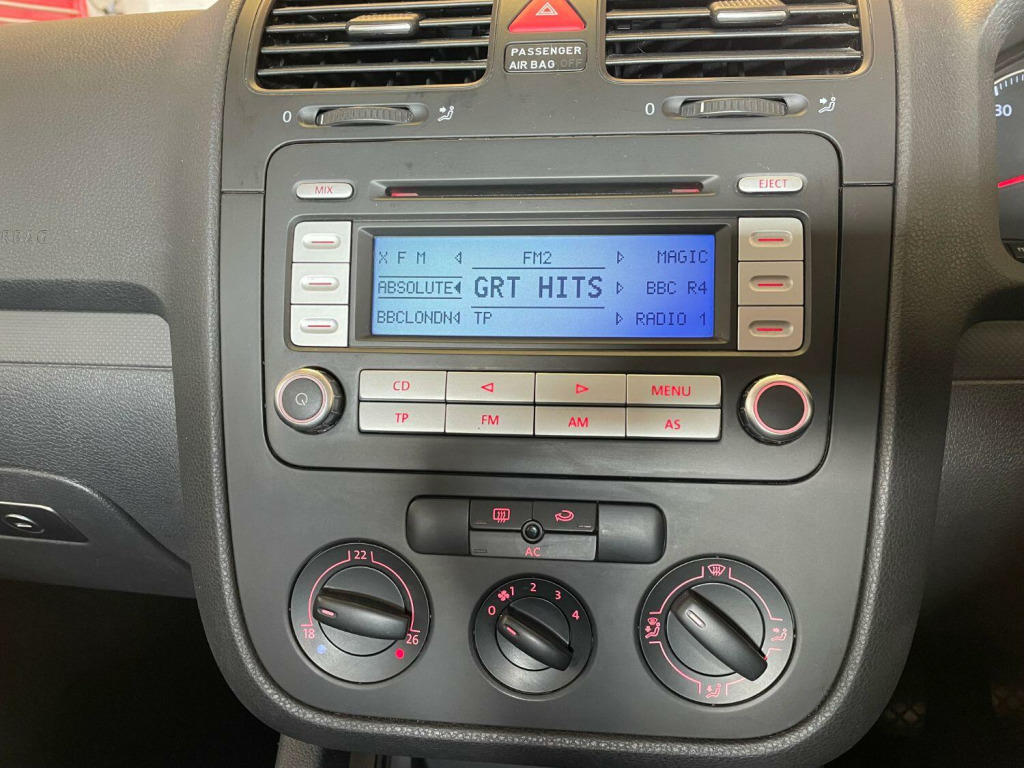 PASSENGER
AIR BAG OFF
0
0
30
MIX
EJECT
X F M FM2 MAGIC
ABSOLUTE GRT HITS BBC R4
BBCLONDN TP RADIO 1
CD MENU
TP FM AM AS
AC
22
18 26
0 1 2 3 4